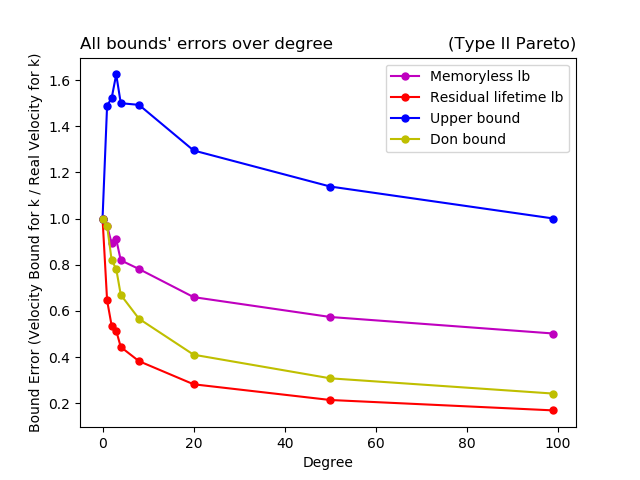 All bounds' errors over degree (Type II Pareto)
Bound Error (Velocity Bound for k / Real Velocity for k)
1.6
1.4
1.2
1.0
0.8
0.6
0.4
0.2
Memoryless lb
Residual lifetime lb
Upper bound
Don bound
0 20 40 60 80 100
Degree